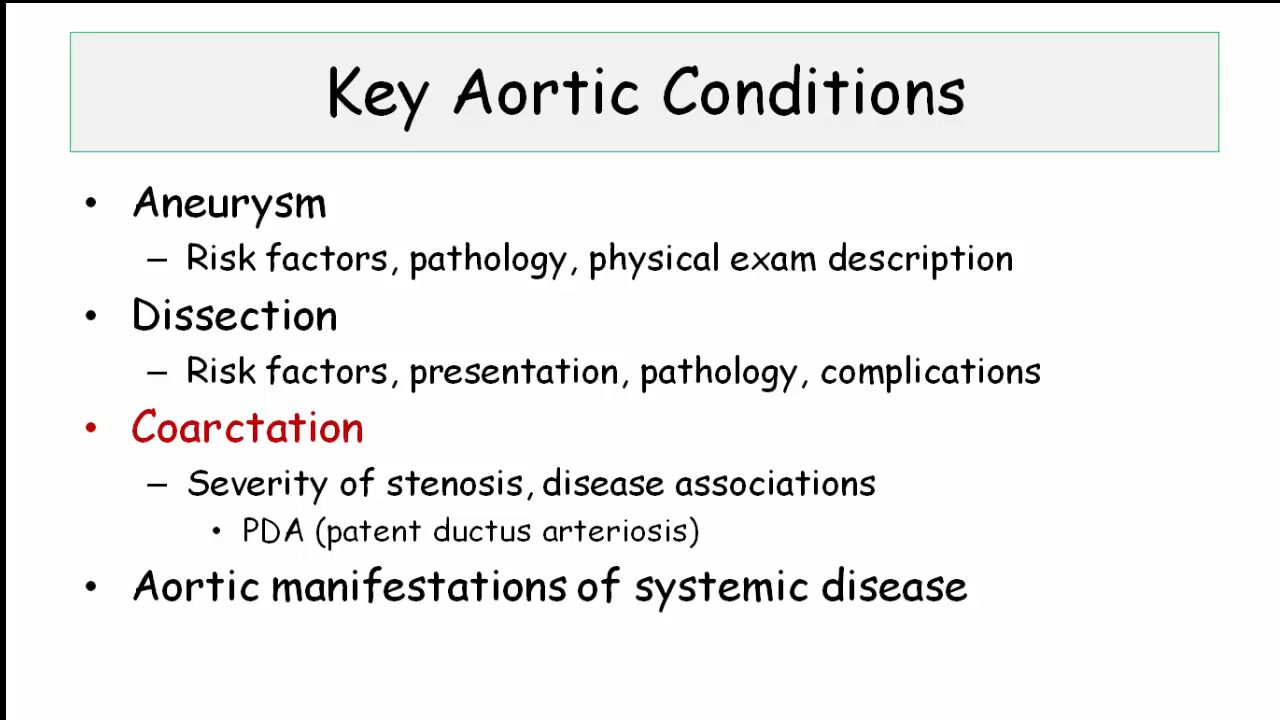 Key Aortic Conditions
• Aneurysm
– Risk factors, pathology, physical exam description
• Dissection
– Risk factors, presentation, pathology, complications
• Coarctation
– Severity of stenosis, disease associations
• PDA (patent ductus arteriosis)
• Aortic manifestations of systemic disease